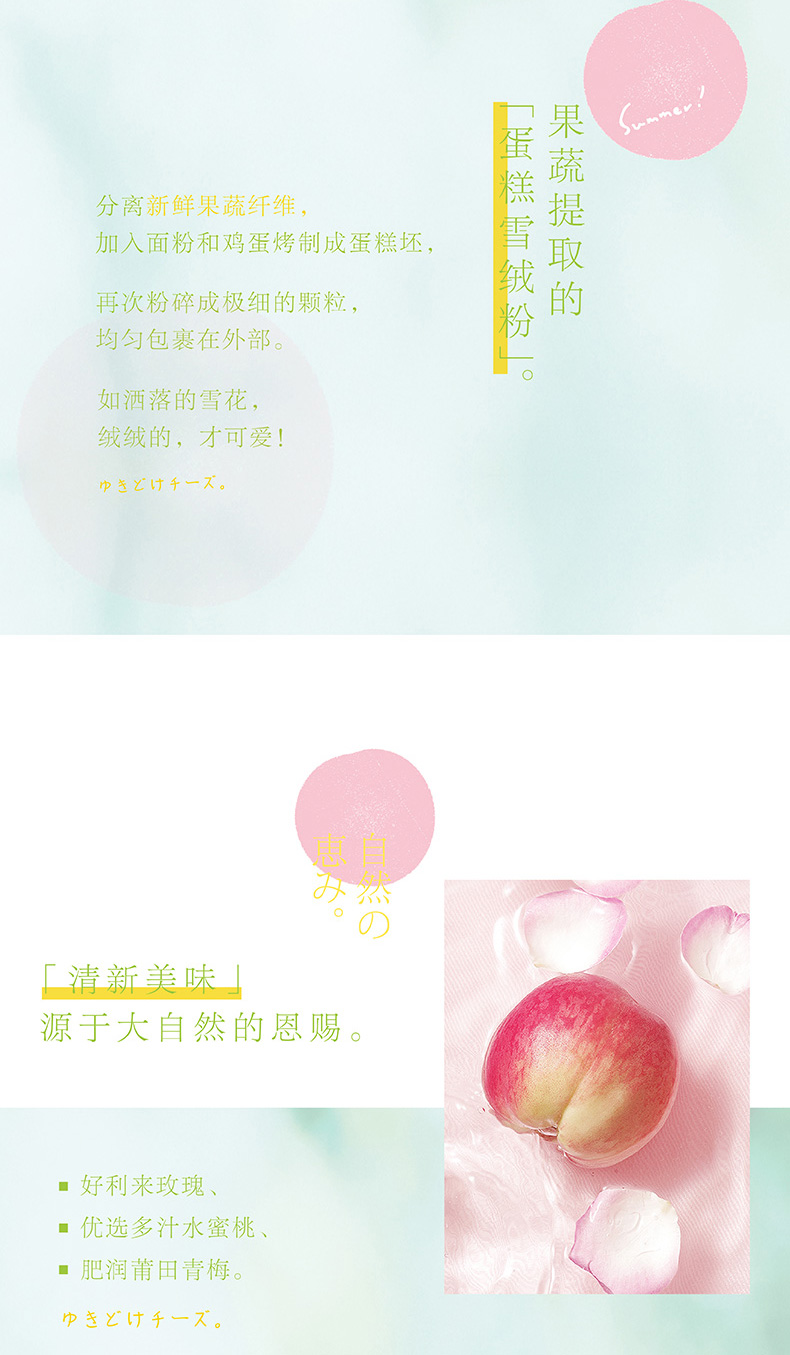 Summer!
果蔬提取的
「蛋糕雪绒粉」。
分离新鲜果蔬纤维，
加入面粉和鸡蛋烤制成蛋糕坯，
再次粉碎成极细的颗粒，
均匀包裹在外部。
如洒落的雪花，
绒绒的，才可爱！
ゆきどけチーズ。
自然の
恵み。
「清新美味」
源于大自然的恩赐。
■ 好利来玫瑰、
■ 优选多汁水蜜桃、
■ 肥润莆田青梅。
ゆきどけチーズ。